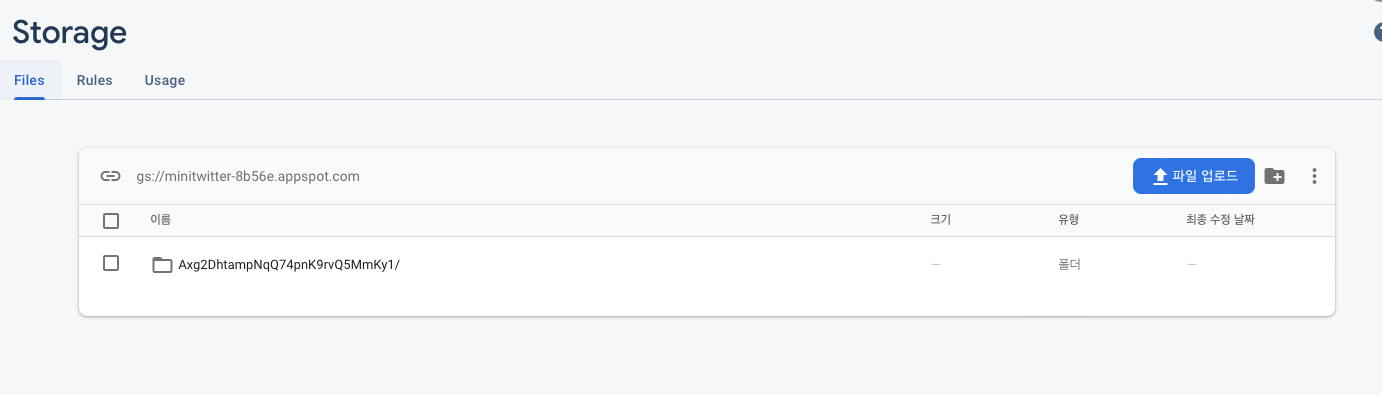 Storage
Files Rules Usage
gs://minitwitter-8b56e.appspot.com 파일 업로드
이름 크기 유형 최종 수정 날짜
Axg2DhtampNqQ74pnK9rvQ5MmKy1/ — 폴더 —